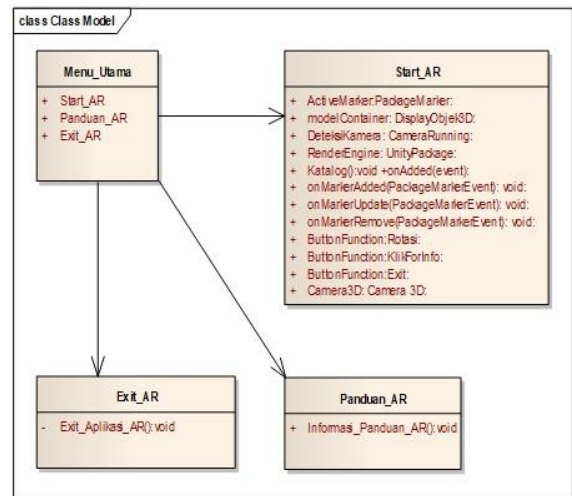 class Class Model
Menu_Utama
+ Start_AR
+ Panduan_AR
+ Exit_AR
Start_AR
+ ActiveMarker:PackageMarker:
+ modelContainer: DisplayObjek3D:
+ DeteksiKamera: CameraRunning:
+ RenderEngine: UnityPackage:
+ Katalog():void +onAdded(event):
+ onMarkerAdded(PackageMarkerEvent): void:
+ onMarkerUpdate(PackageMarkerEvent): void:
+ onMarkerRemove(PackageMarkerEvent): void:
+ ButtonFunction:Rotasi:
+ ButtonFunction:KlikForInfo:
+ ButtonFunction:Exit:
+ Camera3D: Camera 3D:
Exit_AR
- Exit_Aplikasi_AR():void
Panduan_AR
+ Informasi_Panduan_AR():void